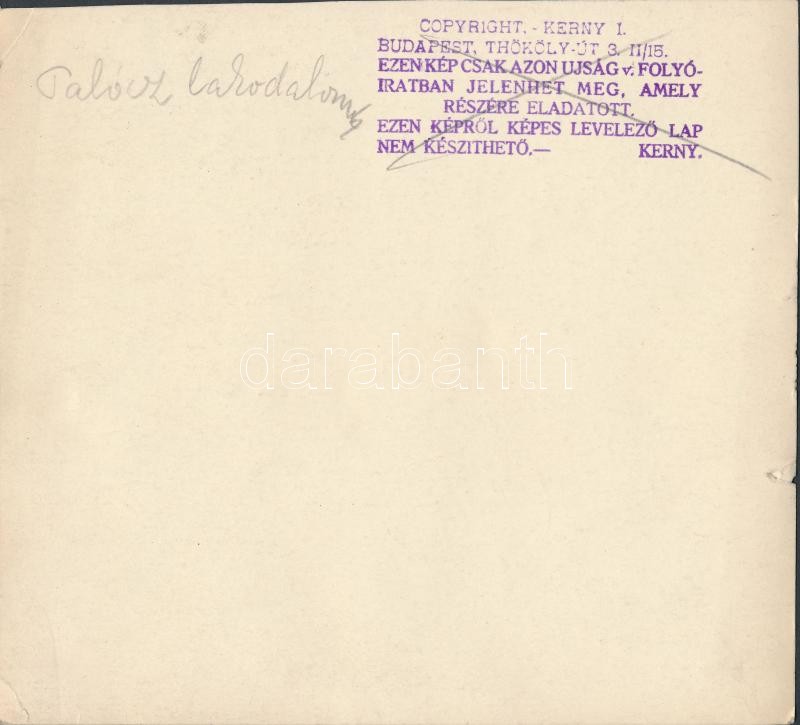 COPYRIGHT. - KERNY I.
BUDAPEST, THÖKÖLY-ÚT 3. II/15.
EZEN KÉP CSAK AZON UJSÁG v. FOLYÓ-
IRATBAN JELENHET MEG, AMELY
RÉSZÉRE ELADATOTT.
EZEN KÉPRŐL KÉPES LEVELEZŐ LAP
NEM KÉSZITHETŐ.— KERNY.
Palócz lakodalom
darabanth